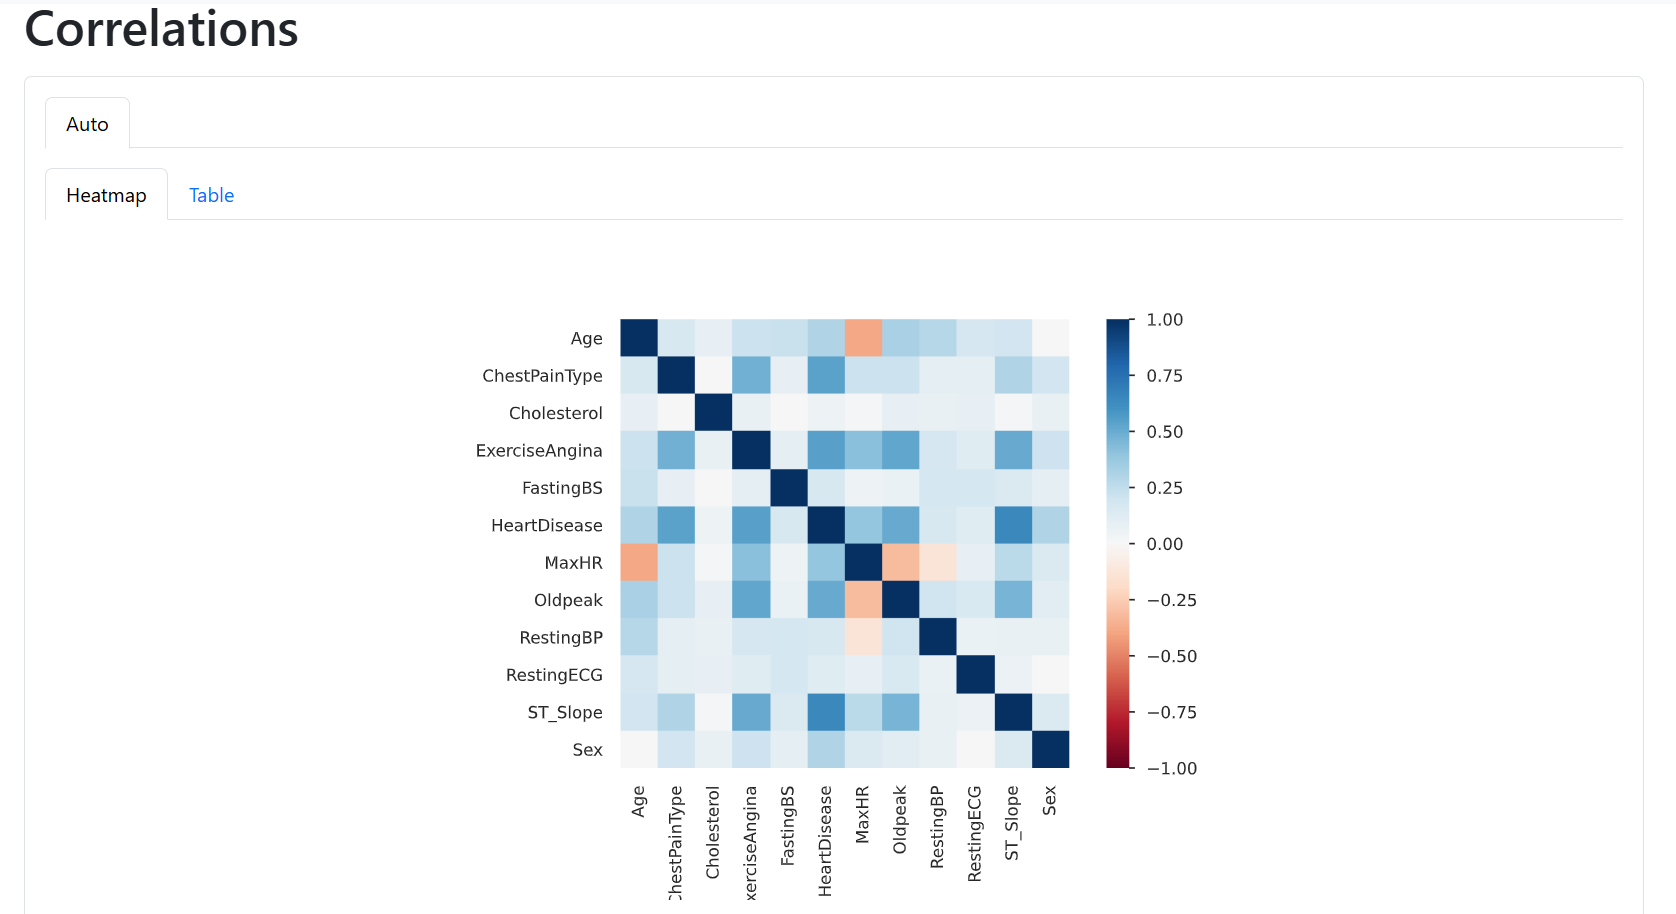 Correlations
Auto
Heatmap Table
Age
ChestPainType
Cholesterol
ExerciseAngina
FastingBS
HeartDisease
MaxHR
Oldpeak
RestingBP
RestingECG
ST_Slope
Sex
1.00
0.75
0.50
0.25
0.00
−0.25
−0.50
−0.75
−1.00
Age
ChestPainType
Cholesterol
xerciseAngina
FastingBS
HeartDisease
MaxHR
Oldpeak
RestingBP
RestingECG
ST_Slope
Sex